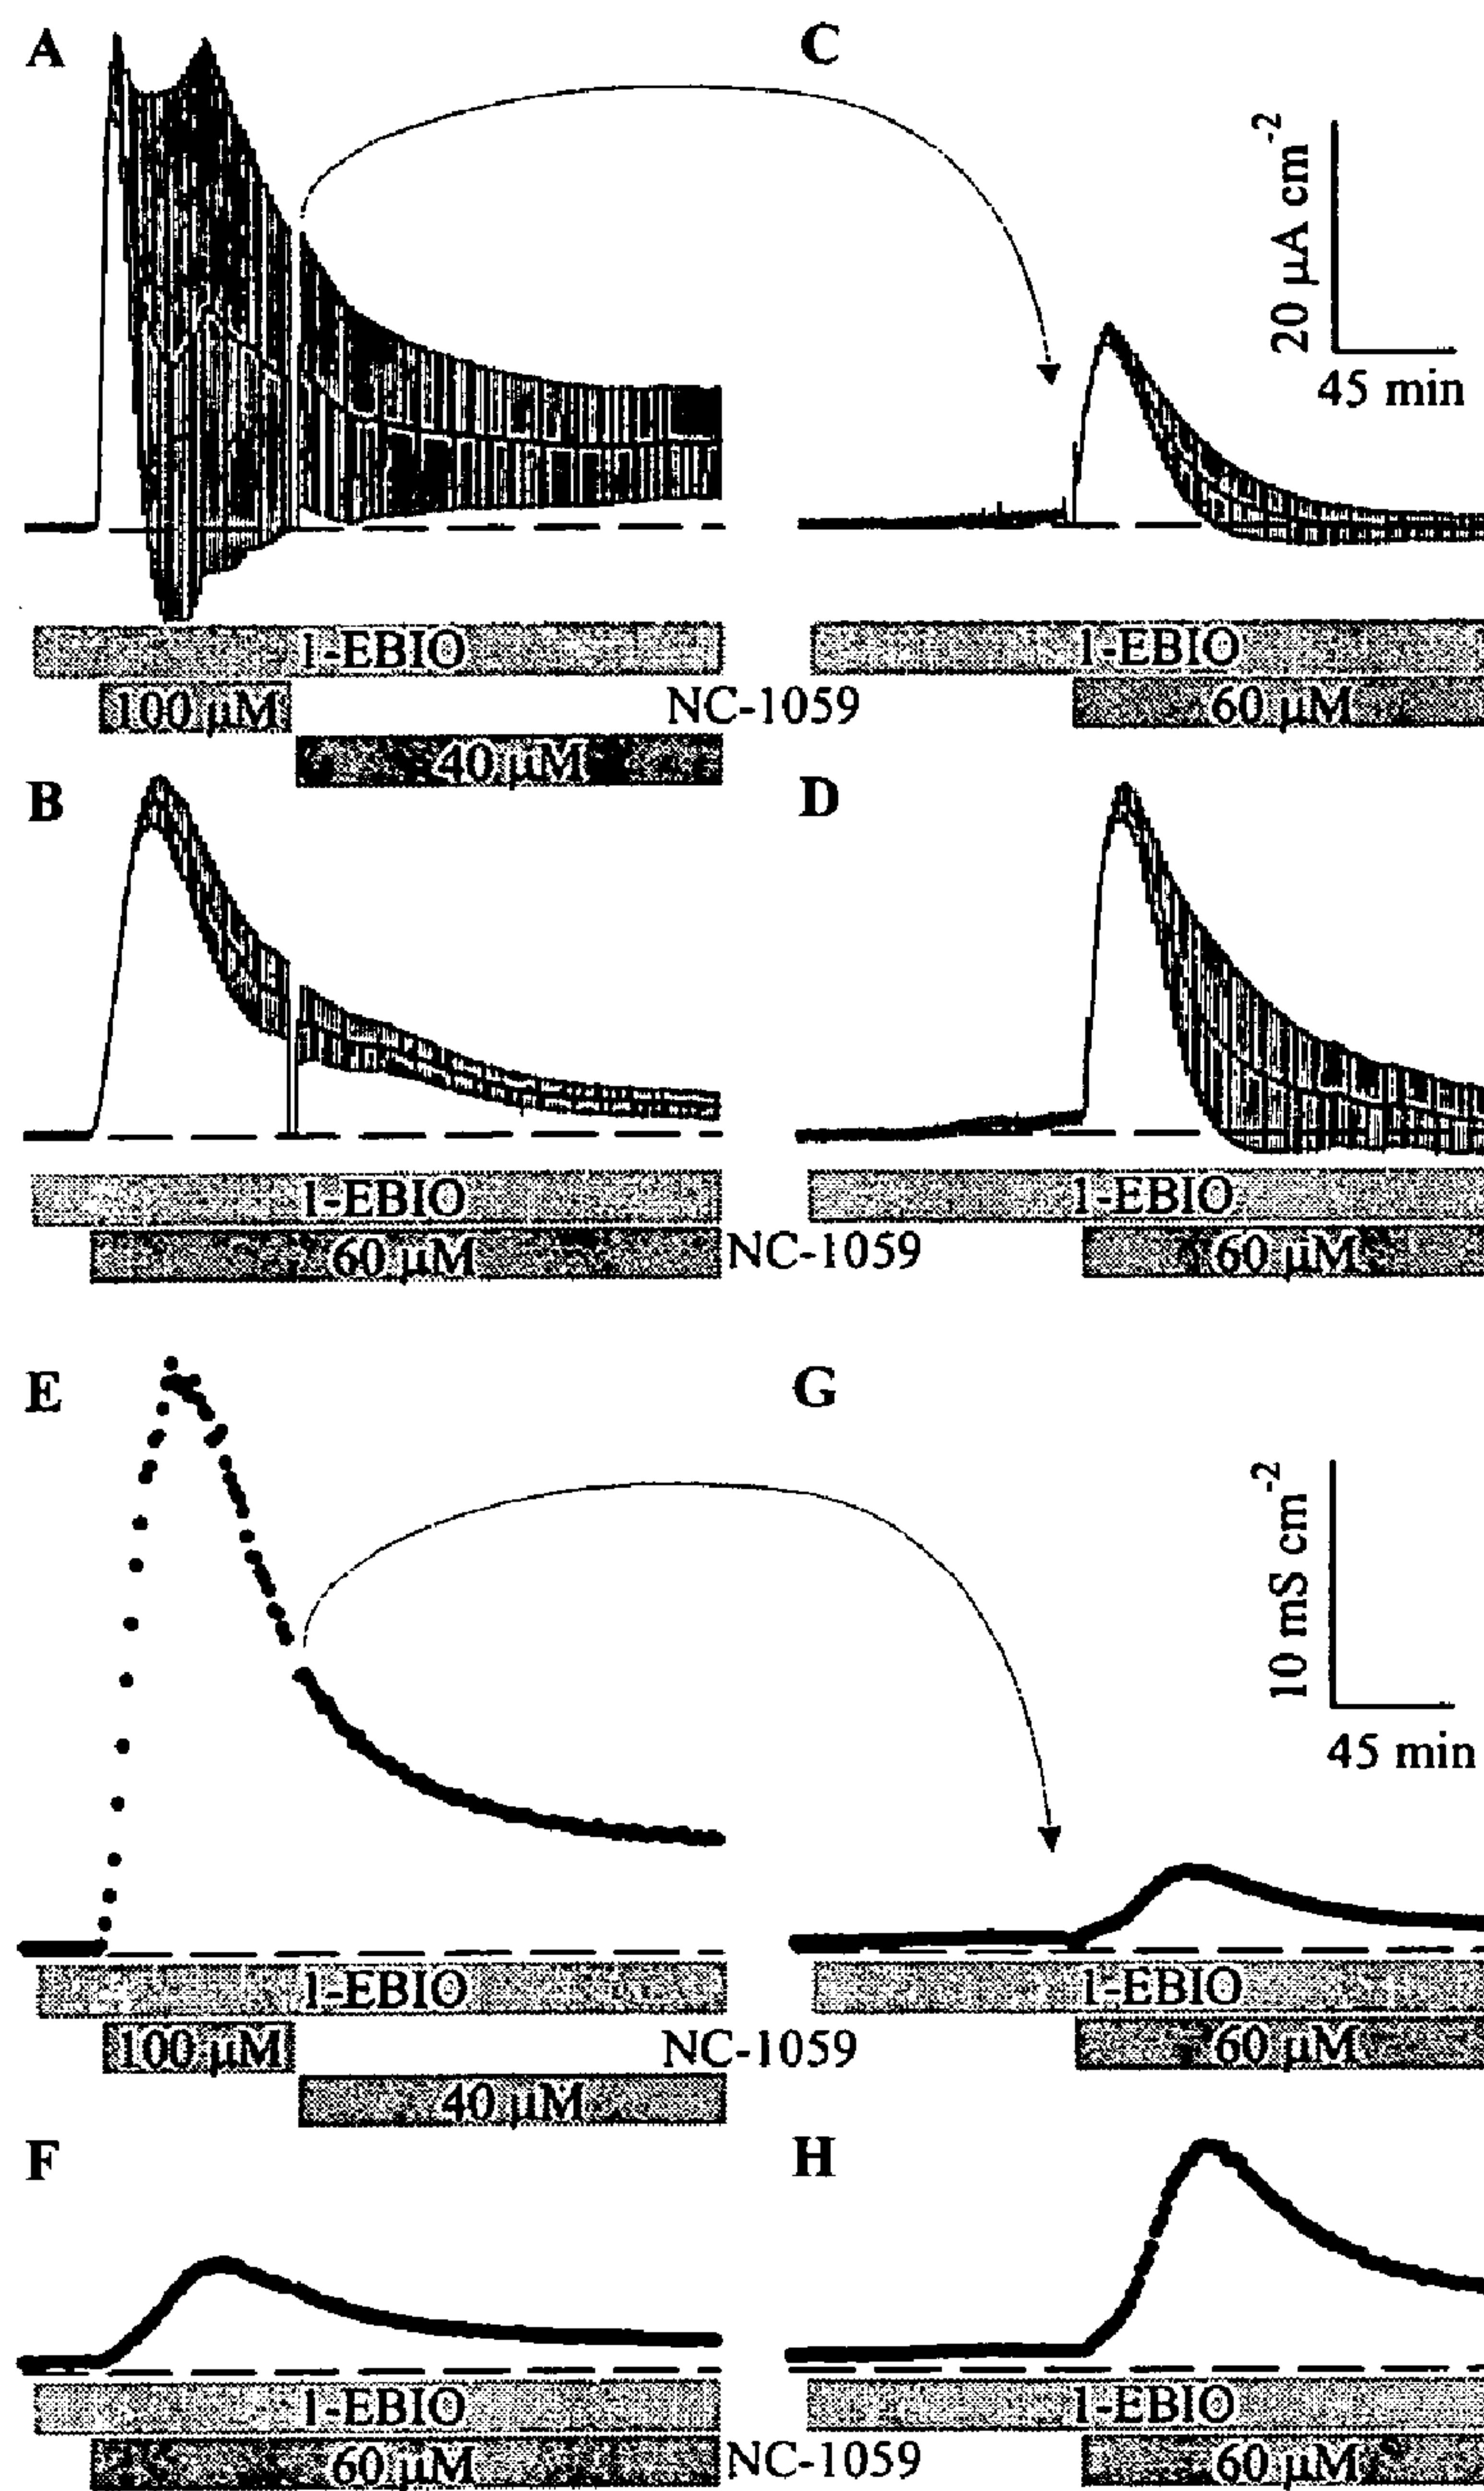 A
C
20 μA cm-2
45 min
1-EBIO
1-EBIO
100 μM
NC-1059
60 μM
40 μM
B
D
1-EBIO
1-EBIO
60 μM
NC-1059
60 μM
E
G
10 mS cm-2
45 min
1-EBIO
1-EBIO
100 μM
NC-1059
60 μM
40 μM
F
H
1-EBIO
1-EBIO
60 μM
NC-1059
60 μM